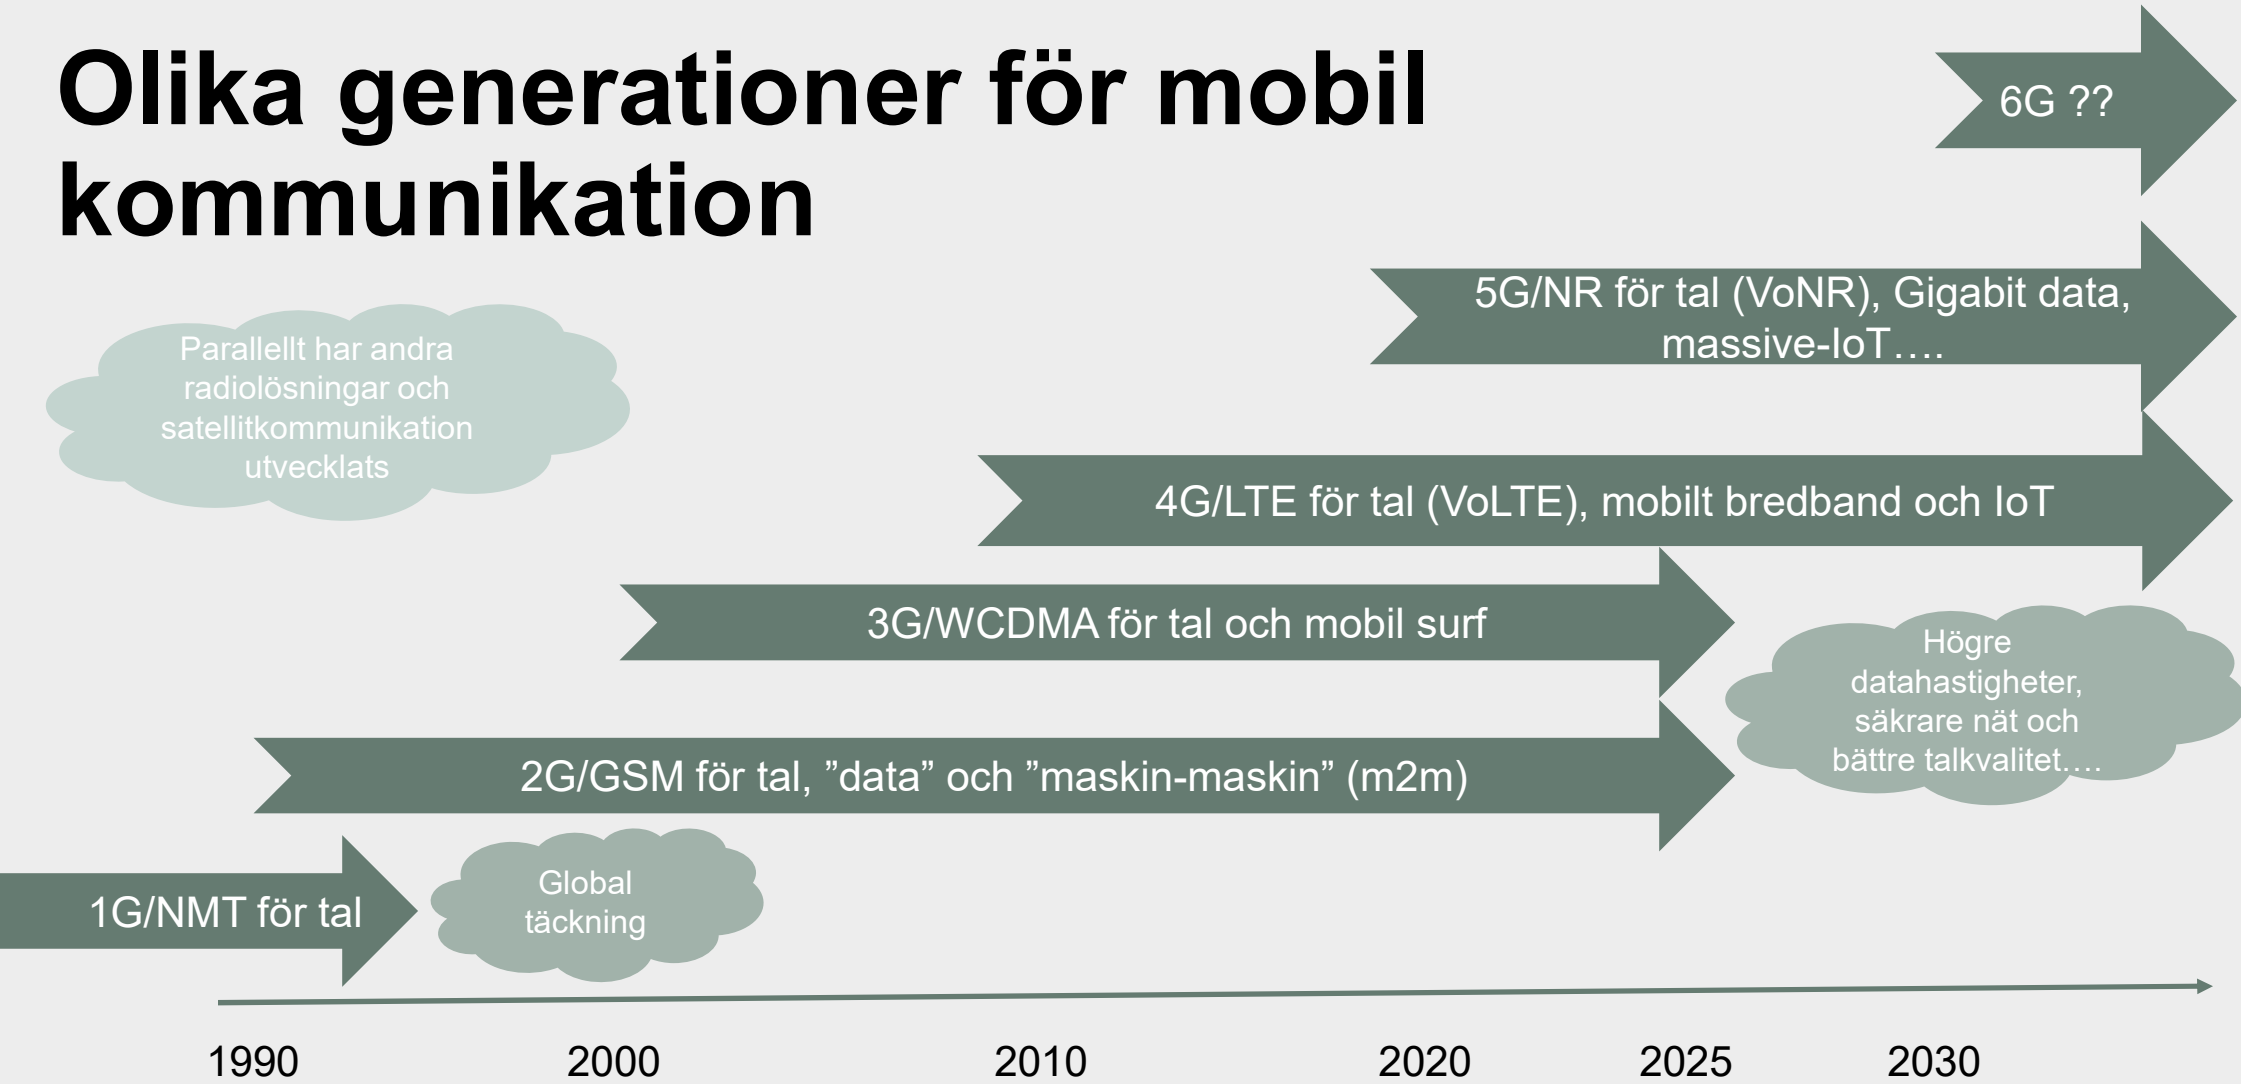 Olika generationer för mobil
kommunikation
6G ??
5G/NR för tal (VoNR), Gigabit data,
massive-IoT….
Parallellt har andra
radiolösningar och
satellitkommunikation
utvecklats
4G/LTE för tal (VoLTE), mobilt bredband och IoT
3G/WCDMA för tal och mobil surf
Högre
datahastigheter,
säkrare nät och
bättre talkvalitet….
2G/GSM för tal, ”data” och ”maskin-maskin” (m2m)
1G/NMT för tal
Global
täckning
1990 2000 2010 2020 2025 2030